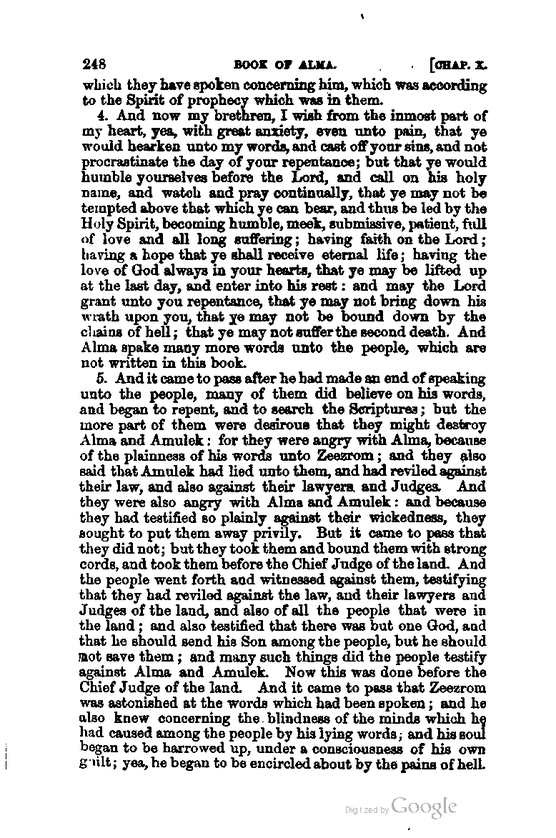 248 BOOK OF ALMA. [CHAP. X.
which they have spoken concerning him, which was according
to the Spirit of prophecy which was in them.
4. And now my brethren, I wish from the inmost part of
my heart, yea, with great anxiety, even unto pain, that ye
would hearken unto my words, and cast off your sins, and not
procrastinate the day of your repentance; but that ye would
humble yourselves before the Lord, and call on his holy
name, and watch and pray continually, that ye may not be
tempted above that which ye can bear, and thus be led by the
Holy Spirit, becoming humble, meek, submissive, patient, full
of love and all long suffering; having faith on the Lord;
having a hope that ye shall receive eternal life; having the
love of God always in your hearts, that ye may be lifted up
at the last day, and enter into his rest: and may the Lord
grant unto you repentance, that ye may not bring down his
wrath upon you, that ye may not be bound down by the
chains of hell; that ye may not suffer the second death. And
Alma spake many more words unto the people, which are
not written in this book.
5. And it came to pass after he had made an end of speaking
unto the people, many of them did believe on his words,
and began to repent, and to search the Scriptures; but the
more part of them were desirous that they might destroy
Alma and Amulek: for they were angry with Alma, because
of the plainness of his words unto Zeezrom; and they also
said that Amulek had lied unto them, and had reviled against
their law, and also against their lawyers and Judges. And
they were also angry with Alma and Amulek: and because
they had testified so plainly against their wickedness, they
sought to put them away privily. But it came to pass that
they did not; but they took them and bound them with strong
cords, and took them before the Chief Judge of the land. And
the people went forth and witnessed against them, testifying
that they had reviled against the law, and their lawyers and
Judges of the land, and also of all the people that were in
the land; and also testified that there was but one God, and
that he should send his Son among the people, but he should
not save them; and many such things did the people testify
against Alma and Amulek. Now this was done before the
Chief Judge of the land. And it came to pass that Zeezrom
was astonished at the words which had been spoken; and he
also knew concerning the blindness of the minds which he
had caused among the people by his lying words; and his soul
began to be harrowed up, under a consciousness of his own
guilt; yea, he began to be encircled about by the pains of hell.
Digitized by Google